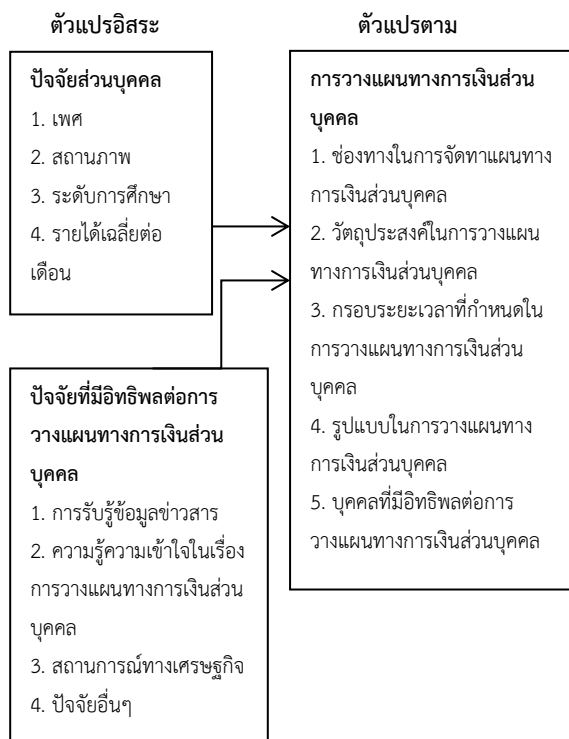 ตัวแปรอิสระ
ปัจจัยส่วนบุคคล
1. เพศ
2. สถานภาพ
3. ระดับการศึกษา
4. รายได้เฉลี่ยต่อ
เดือน
ปัจจัยที่มีอิทธิพลต่อการ
วางแผนทางการเงินส่วน
บุคคล
1. การรับรู้ข้อมูลข่าวสาร
2. ความรู้ความเข้าใจในเรื่อง
การวางแผนทางการเงินส่วน
บุคคล
3. สถานการณ์ทางเศรษฐกิจ
4. ปัจจัยอื่นๆ
ตัวแปรตาม
การวางแผนทางการเงินส่วน
บุคคล
1. ช่องทางในการจัดทาแผนทาง
การเงินส่วนบุคคล
2. วัตถุประสงค์ในการวางแผน
ทางการเงินส่วนบุคคล
3. กรอบระยะเวลาที่กำหนดใน
การวางแผนทางการเงินส่วน
บุคคล
4. รูปแบบในการวางแผนทาง
การเงินส่วนบุคคล
5. บุคคลที่มีอิทธิพลต่อการ
วางแผนทางการเงินส่วนบุคคล